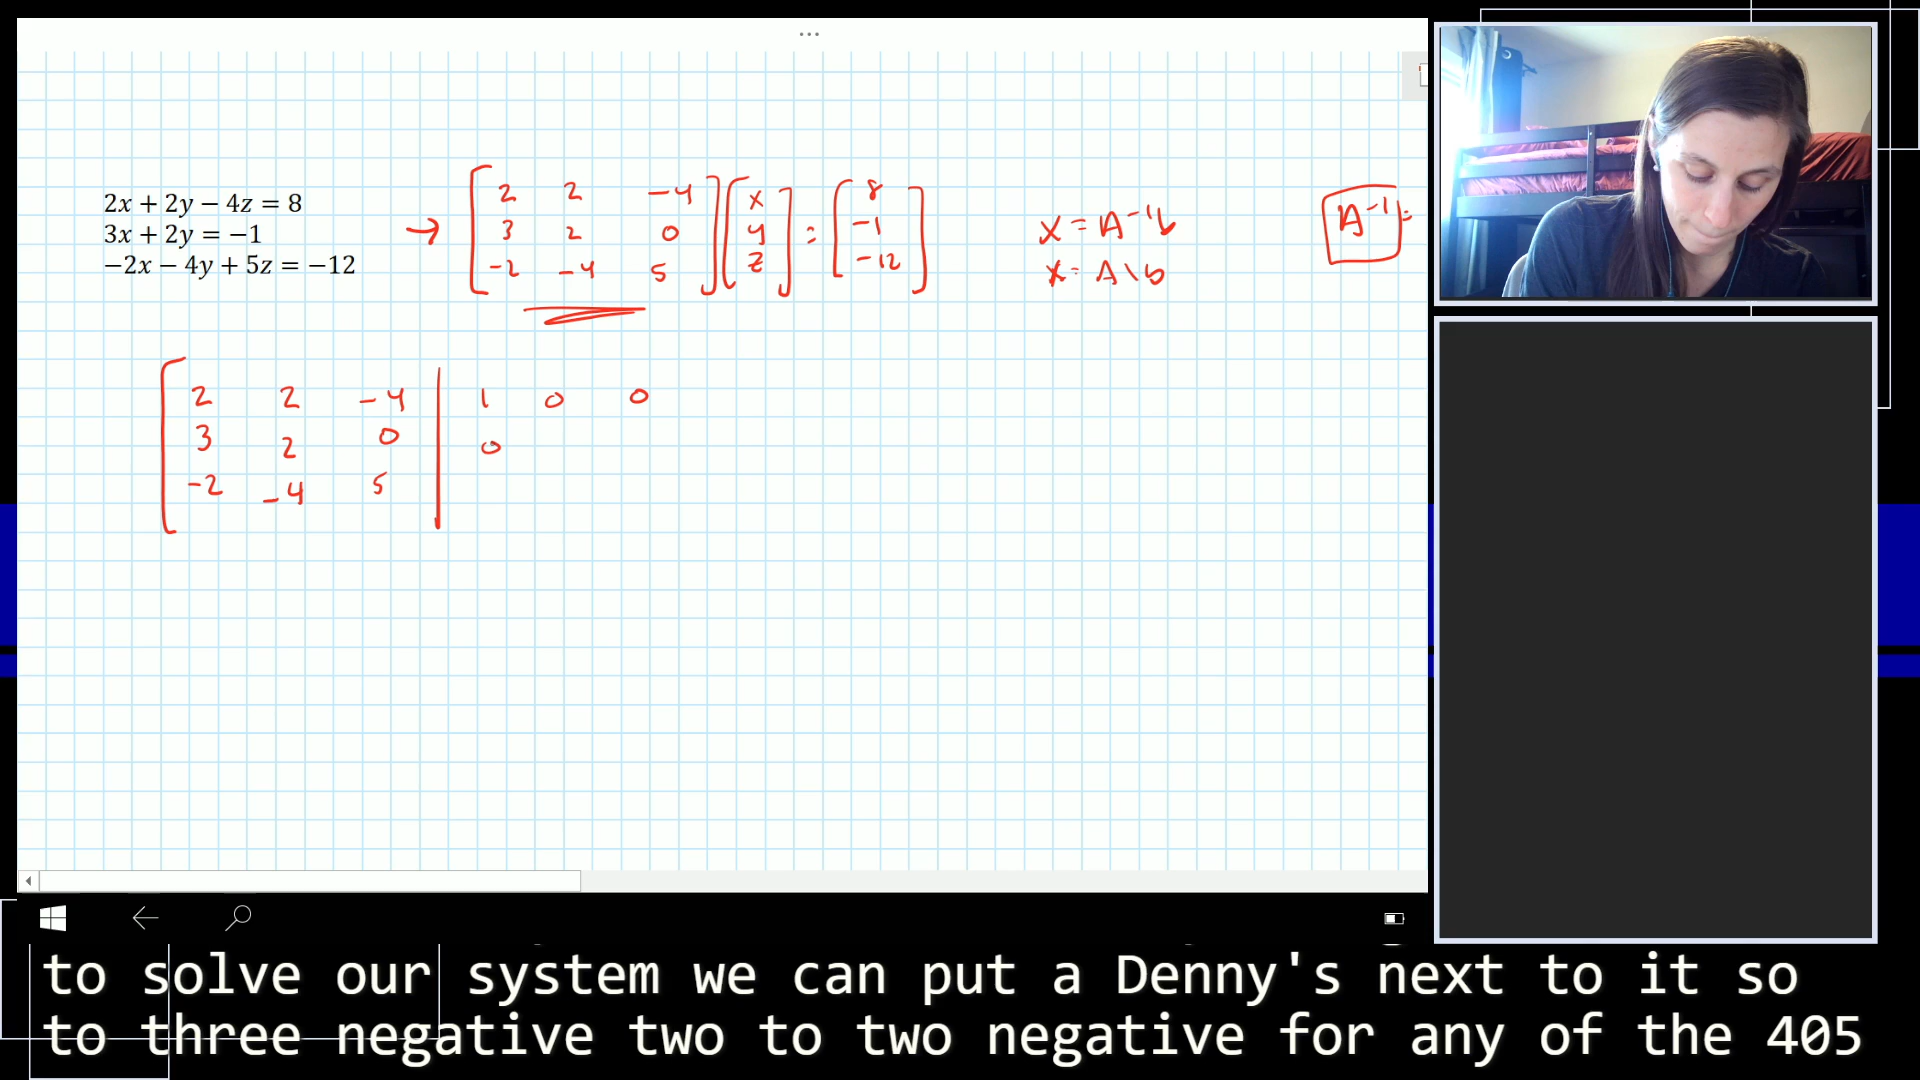 2x + 2y − 4z = 8
3x + 2y = −1
−2x − 4y + 5z = −12
→ [ 2 2 -4
3 2 0
-2 -4 5 ] [ x
y
z ] = [ 8
-1
-12 ]
x = A⁻¹b
x = A\b
A⁻¹ =
[ 2 2 -4 | 1 0 0
3 2 0 | 0
-2 -4 5 |
to solve our system we can put a Denny's next to it so
to three negative two to two negative for any of the 405